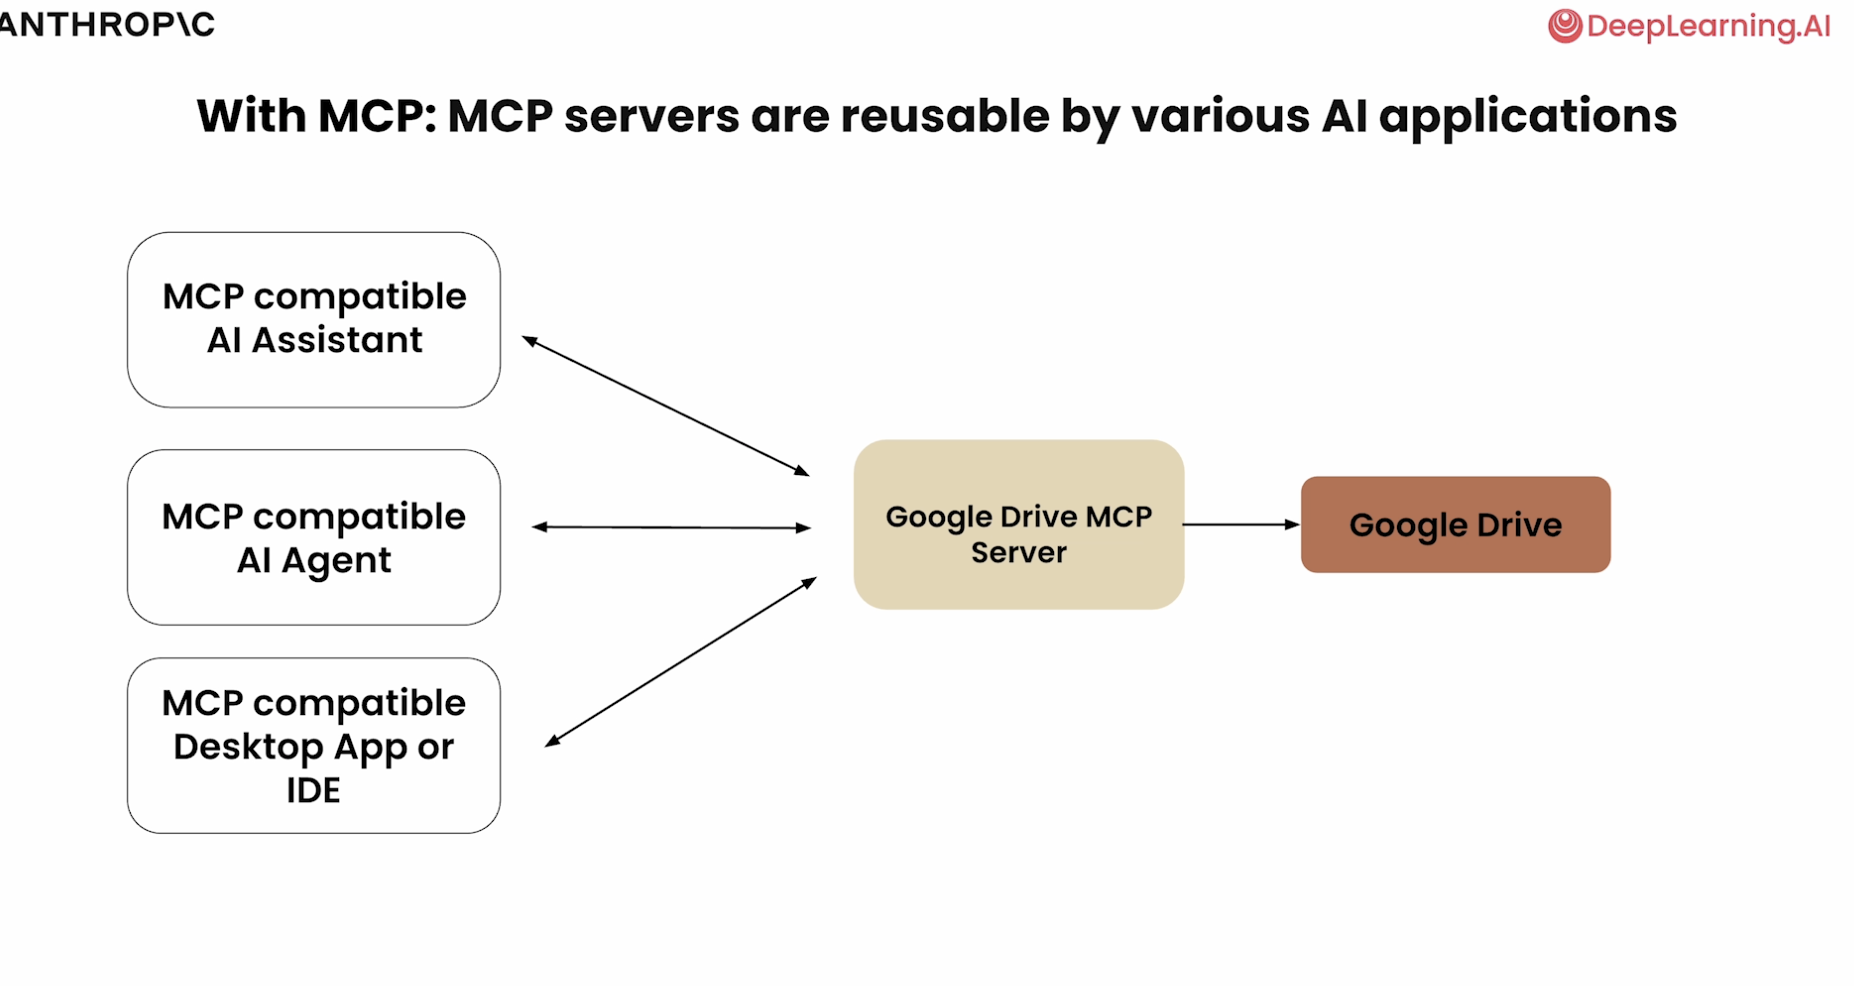 ANTHROP\C
DeepLearning.AI
With MCP: MCP servers are reusable by various AI applications
MCP compatible
AI Assistant
MCP compatible
AI Agent
MCP compatible
Desktop App or
IDE
Google Drive MCP
Server
Google Drive